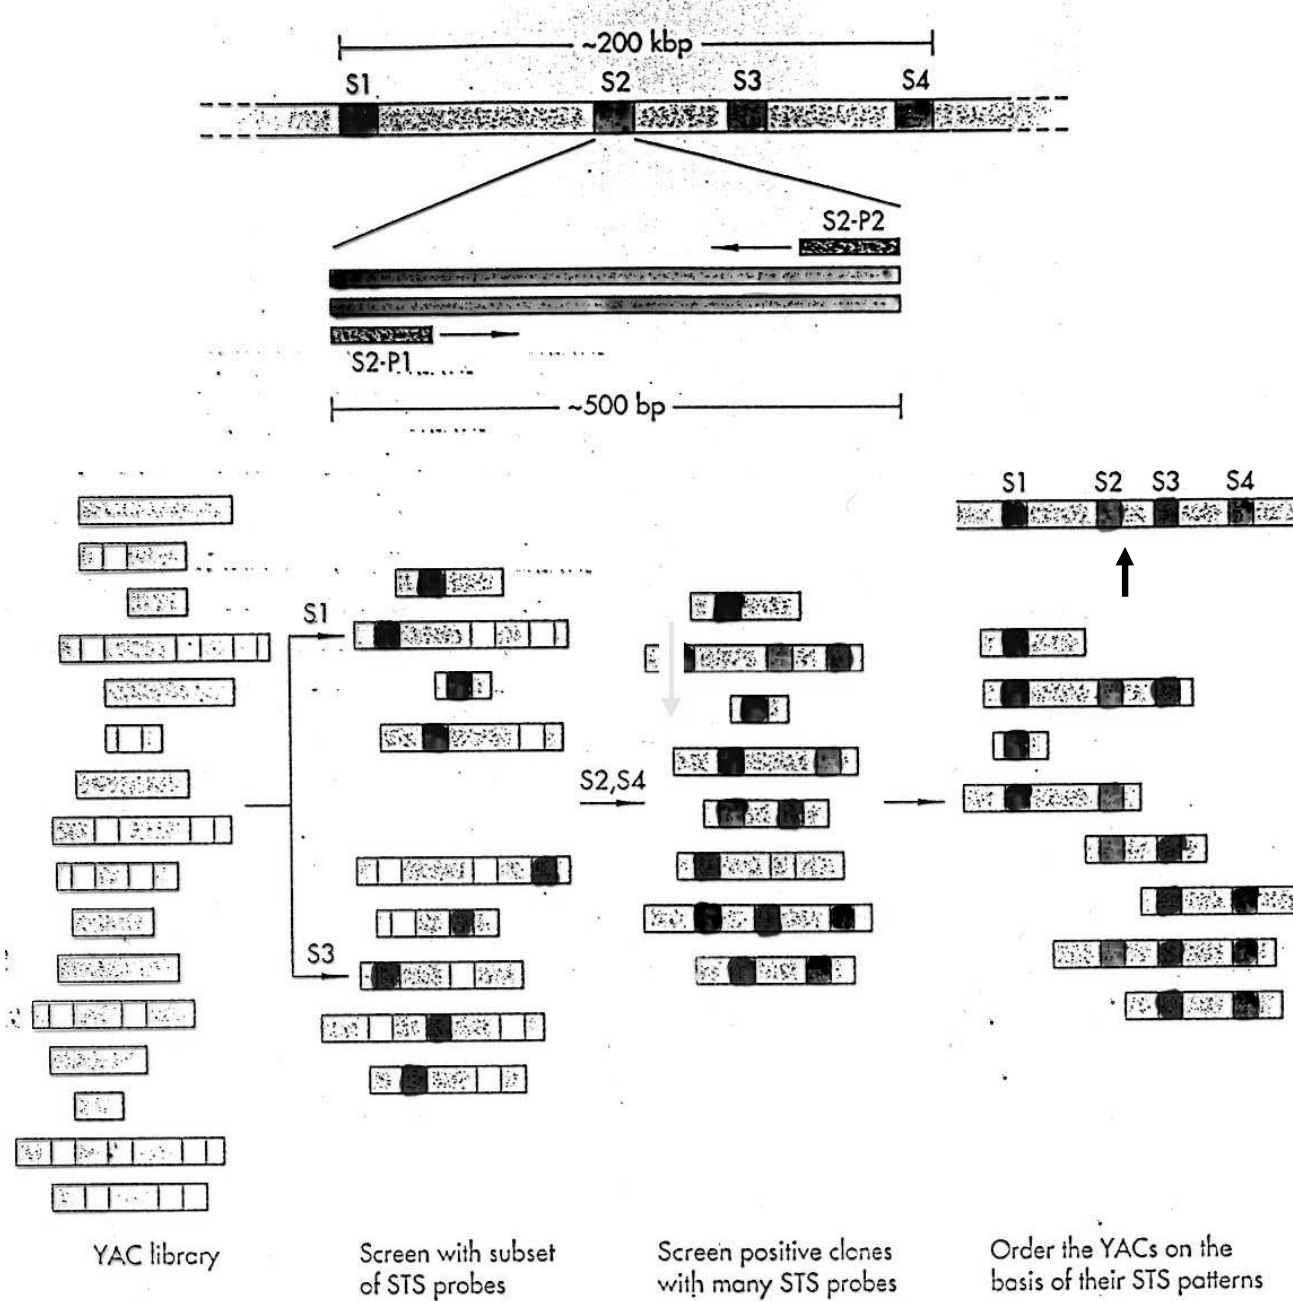 ~200 kbp
S1 S2 S3 S4
S2-P2
S2-P1
~500 bp
S1 S2 S3 S4
S1
S2,S4
S3
YAC library
Screen with subset
of STS probes
Screen positive clones
with many STS probes
Order the YACs on the
basis of their STS patterns